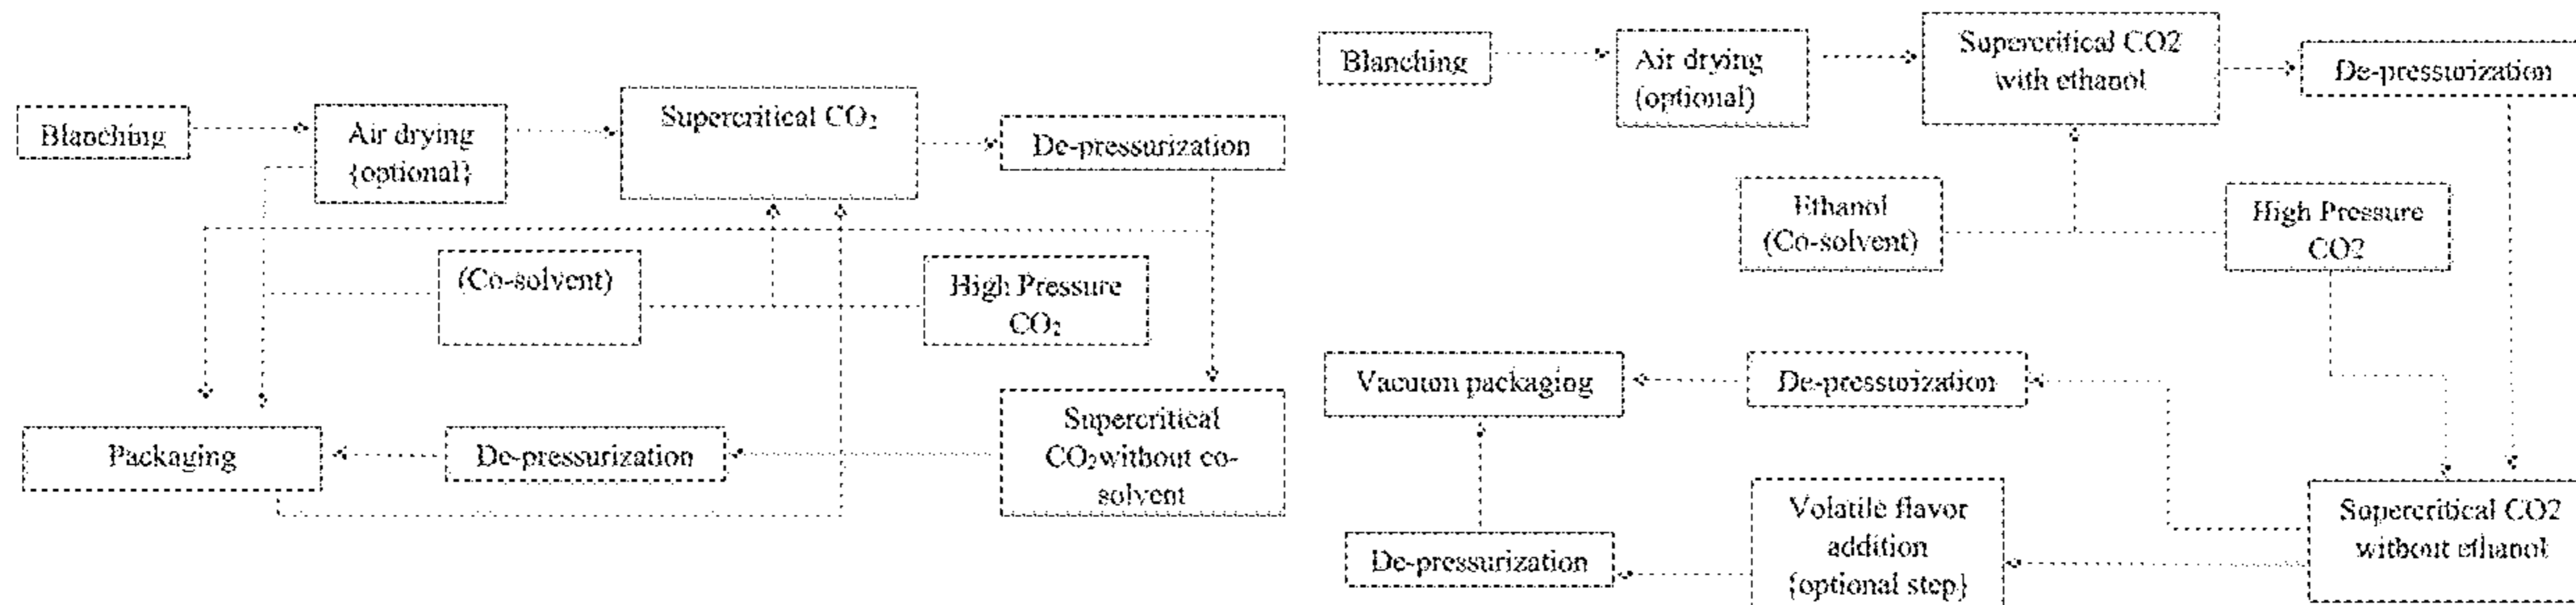 Blanching
Air drying
{optional}
Supercritical CO₂
De-pressurization
(Co-solvent)
High Pressure
CO₂
Packaging
De-pressurization
Supercritical
CO₂without co-
solvent
Blanching
Air drying
(optional)
Supercritical CO2
with ethanol
De-pressurization
Ethanol
(Co-solvent)
High Pressure
CO2
Vacuum packaging
De-pressurization
De-pressurization
Volatile flavor
addition
{optional step}
Supercritical CO2
without ethanol